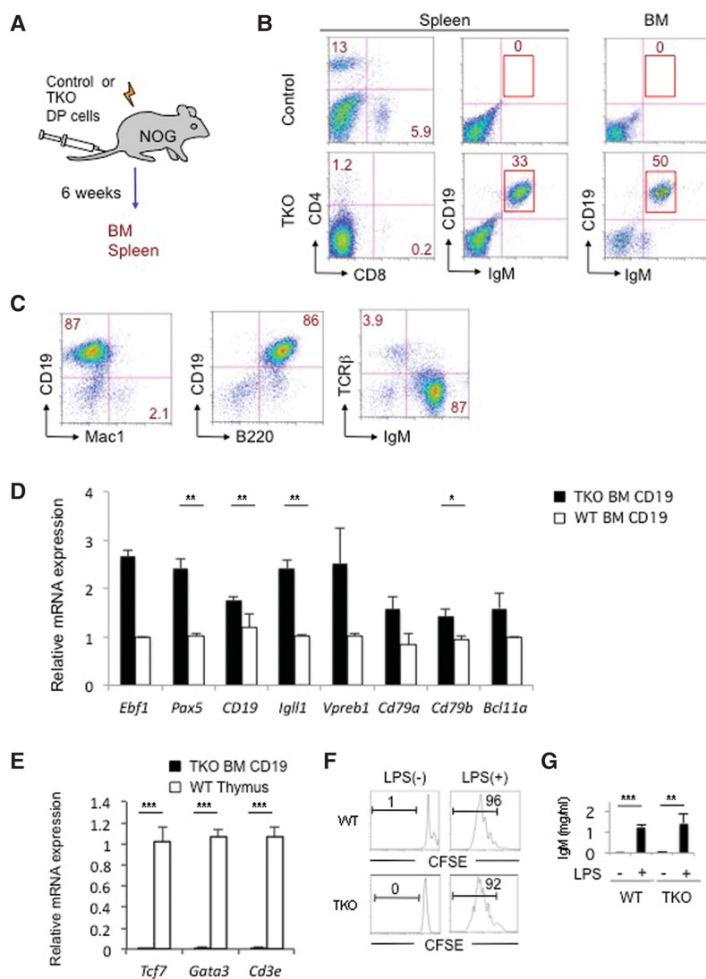 A
Control or
TKO
DP cells
NOG
6 weeks
BM
Spleen
B
Spleen
BM
Control
13
5.9
0
0
TKO
1.2
0.2
33
50
CD4
CD8
CD19
IgM
CD19
IgM
C
87
2.1
CD19
Mac1
86
CD19
B220
3.9
87
TCRβ
IgM
D
Relative mRNA expression
4
3
2
1
0
** ** ** *
TKO BM CD19
WT BM CD19
Ebf1 Pax5 CD19 Igll1 Vpreb1 Cd79a Cd79b Bcl11a
E
TKO BM CD19
WT Thymus
Relative mRNA expression
1.4
1.2
1
0.8
0.6
0.4
0.2
0
*** *** ***
Tcf7 Gata3 Cd3e
F
LPS(-) LPS(+)
WT
1
96
CFSE CFSE
TKO
0
92
CFSE CFSE
G
IgM (mg/ml)
2
1
0
*** **
LPS - + - +
WT TKO